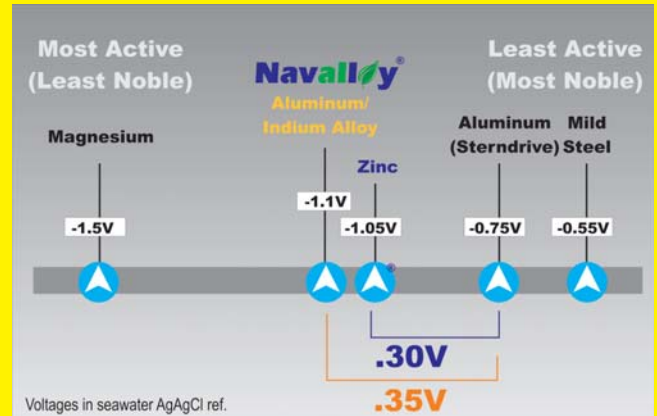 Most Active
(Least Noble)
Navalloy®
Aluminum/
Indium Alloy
Least Active
(Most Noble)
Magnesium
Zinc
Aluminum
(Sterndrive)
Mild
Steel
-1.5V
-1.1V
-1.05V
-0.75V
-0.55V
®
.30V
.35V
Voltages in seawater AgAgCl ref.